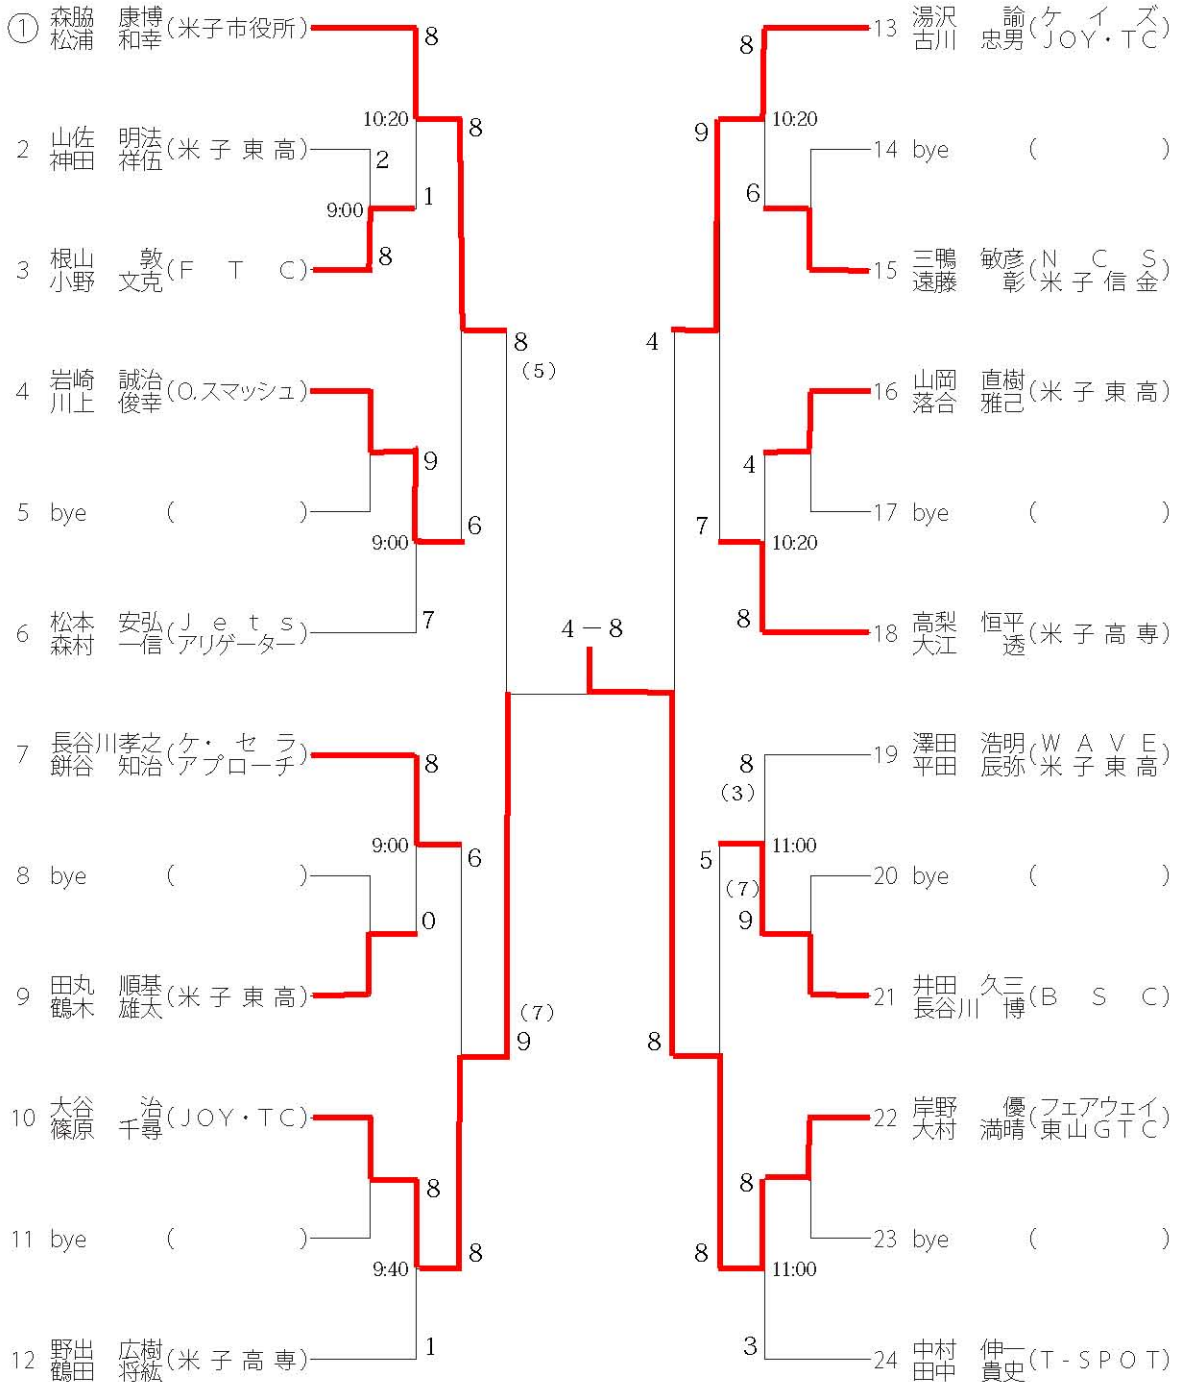 ① 森脇 康博 (米子市役所)
松浦 和幸
8
10:20
8
2 山佐 明法 (米子東高)
神田 祥伍
2
9:00
1
3 根山 敦 (FTC)
小野 文克
8
8
(5)
4 岩崎 誠治 (O.スマッシュ)
川上 俊幸
9
5 bye ( )
9:00
6
6 松本 安弘 (Jets
森村 一信 アリゲーター)
7
4-8
7 長谷川孝之 (ケ・セラ
餅谷 知治 アプローチ)
8
9:00
6
8 bye ( )
0
9 田丸 順基 (米子東高)
鶴木 雄太
(7)
9
10 大谷 治 (JOY・TC)
篠原 千尋
8
11 bye ( )
9:40
8
12 野出 広樹 (米子高専)
鶴田 将紘
1
13 湯沢 諭 (ケイズ
古川 忠男 JOY・TC)
8
9
10:20
14 bye ( )
6
15 三鴨 敏彦 (NCS
遠藤 彰 米子信金)
4
16 山岡 直樹 (米子東高)
落合 雅己
4
17 bye ( )
7
10:20
8
18 高梨 恒平 (米子高専)
大江 透
19 澤田 浩明 (WAVE
平田 辰弥 米子東高)
8
(3)
11:00
5
20 bye ( )
(7)
9
21 井田 久三 (BSC)
長谷川 博
8
22 岸野 優 (フェアウェイ
大村 満晴 東山GTC)
8
23 bye ( )
8
11:00
3
24 中村 伸一 (T-SPOT)
田中 貴史